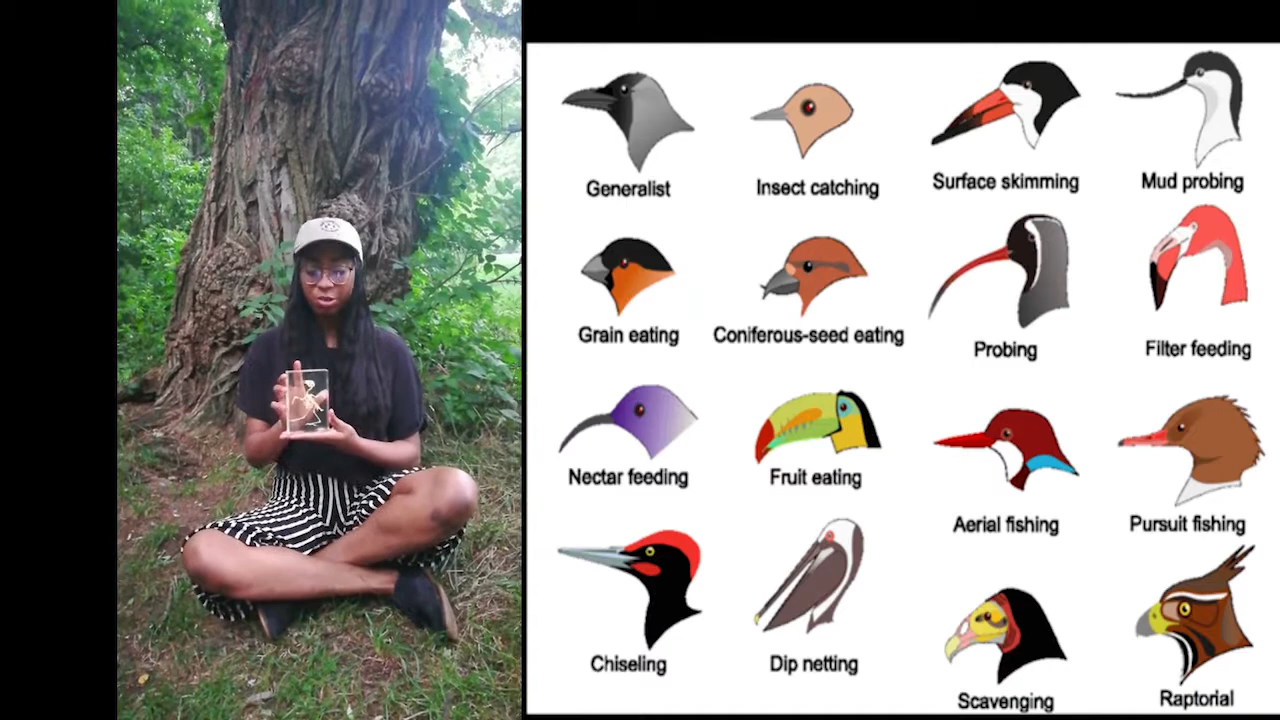 Generalist
Insect catching
Surface skimming
Mud probing
Grain eating
Coniferous-seed eating
Probing
Filter feeding
Nectar feeding
Fruit eating
Aerial fishing
Pursuit fishing
Chiseling
Dip netting
Scavenging
Raptorial